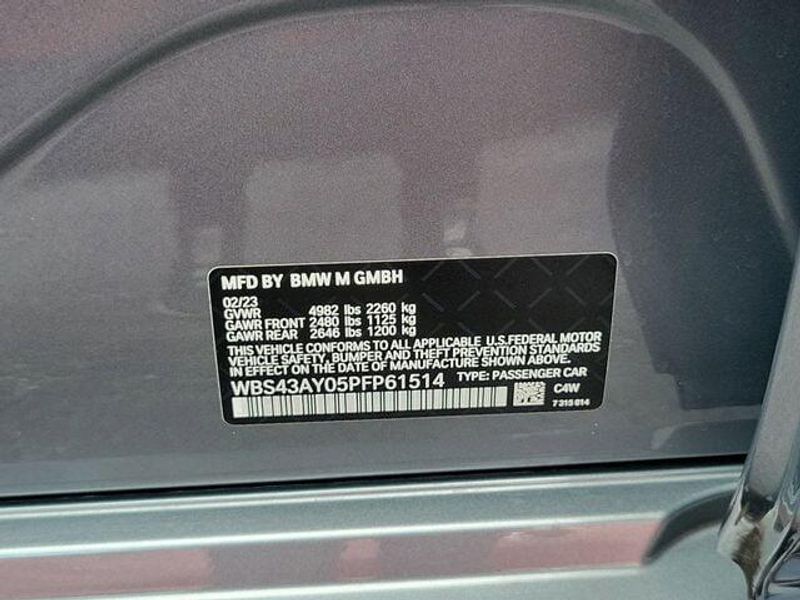 MFD BY BMW M GMBH
02/23
GVWR 4982 lbs 2260 kg
GAWR FRONT 2480 lbs 1125 kg
GAWR REAR 2646 lbs 1200 kg
THIS VEHICLE CONFORMS TO ALL APPLICABLE U.S.FEDERAL MOTOR
VEHICLE SAFETY, BUMPER AND THEFT PREVENTION STANDARDS
IN EFFECT ON THE DATE OF MANUFACTURE SHOWN ABOVE.
WBS43AY05PFP61514 TYPE: PASSENGER CAR
C4W
7 315 814